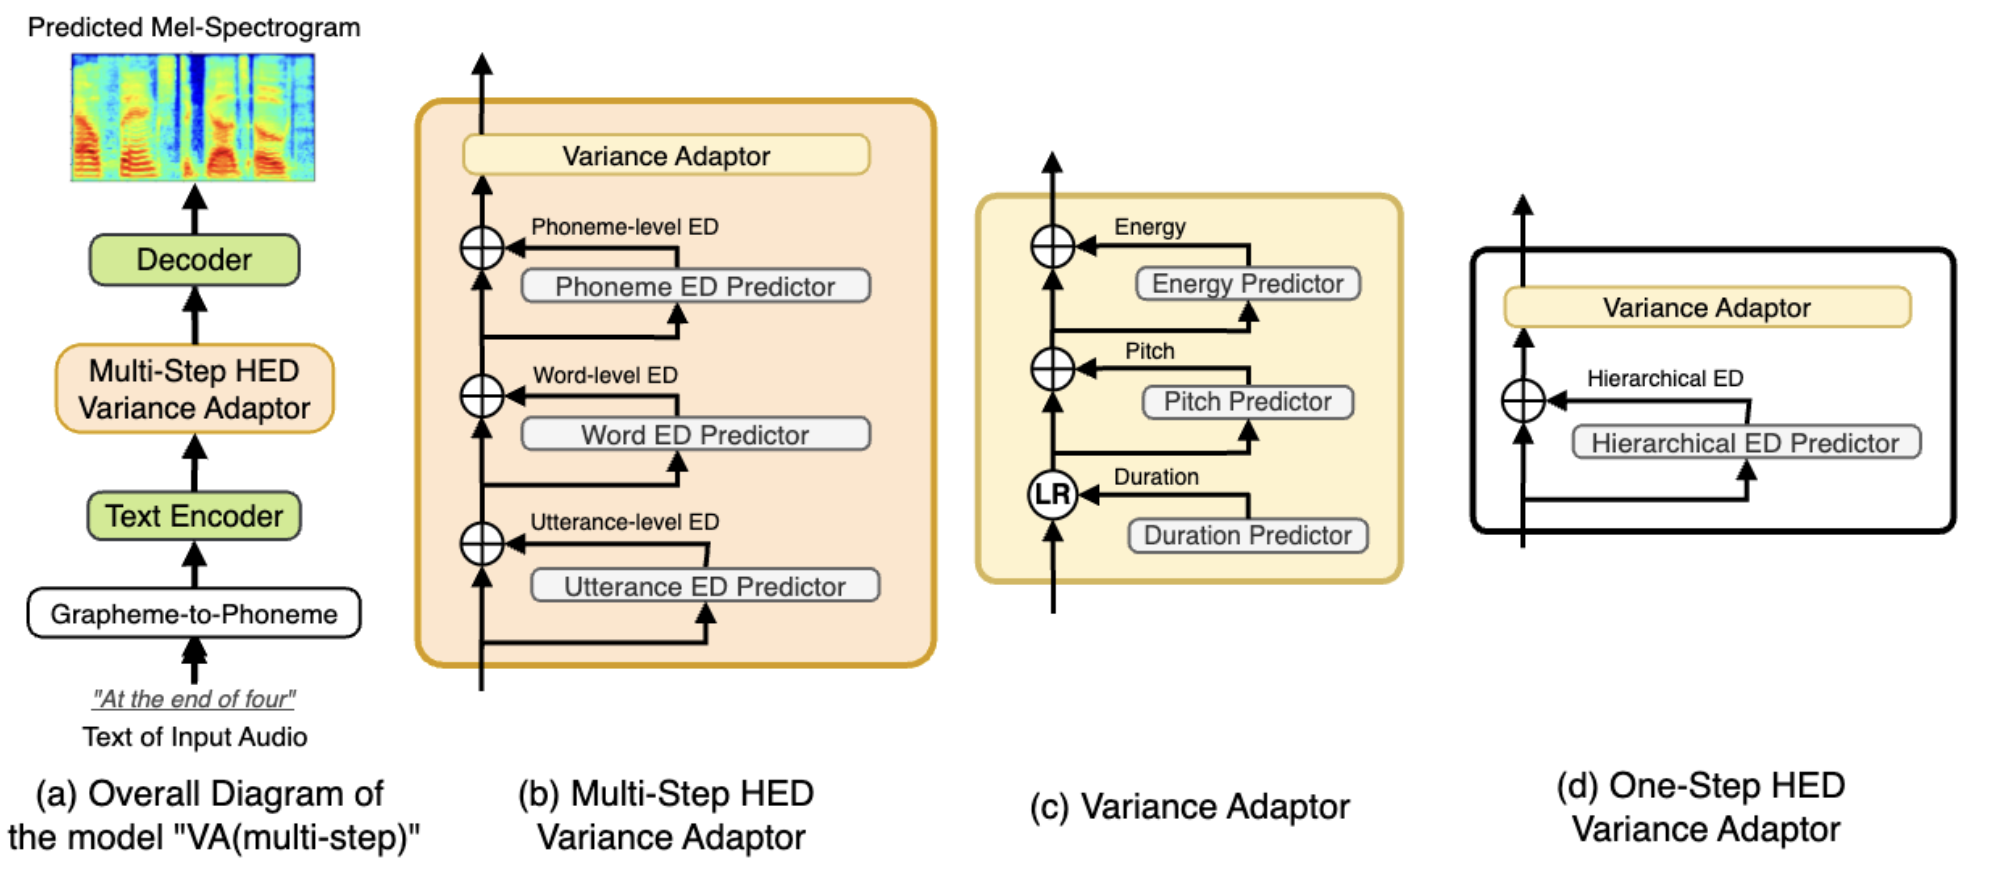 Predicted Mel-Spectrogram
Decoder
Multi-Step HED
Variance Adaptor
Text Encoder
Grapheme-to-Phoneme
"At the end of four"
Text of Input Audio
(a) Overall Diagram of
the model "VA(multi-step)"
Variance Adaptor
Phoneme-level ED
Phoneme ED Predictor
Word-level ED
Word ED Predictor
Utterance-level ED
Utterance ED Predictor
(b) Multi-Step HED
Variance Adaptor
Energy
Energy Predictor
Pitch
Pitch Predictor
Duration
LR
Duration Predictor
(c) Variance Adaptor
Variance Adaptor
Hierarchical ED
Hierarchical ED Predictor
(d) One-Step HED
Variance Adaptor